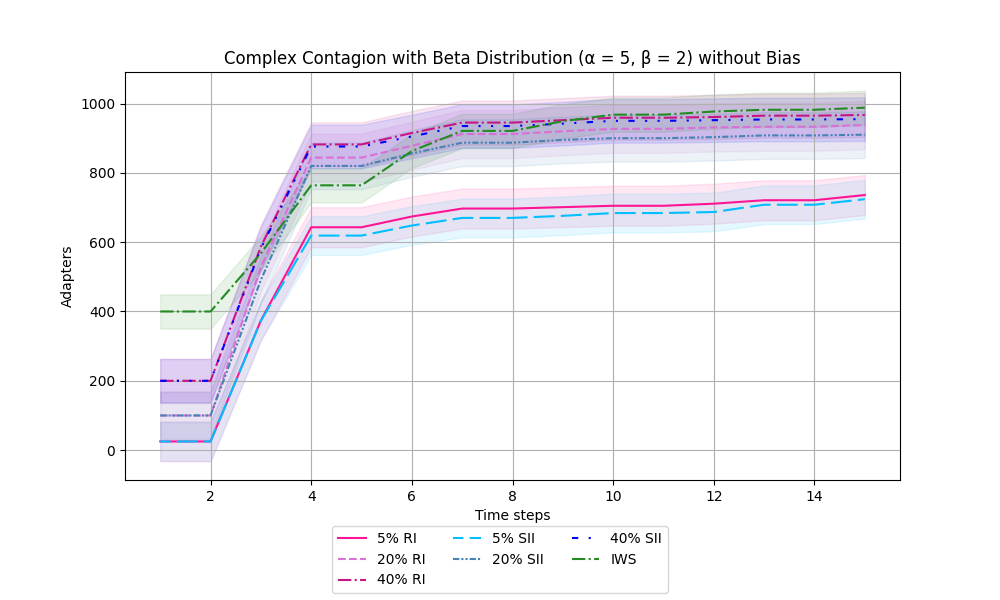 Complex Contagion with Beta Distribution (α = 5, β = 2) without Bias
1000
800
600
400
200
0
Adapters
2 4 6 8 10 12 14
Time steps
5% RI 5% SII 40% SII
20% RI 20% SII IWS
40% RI